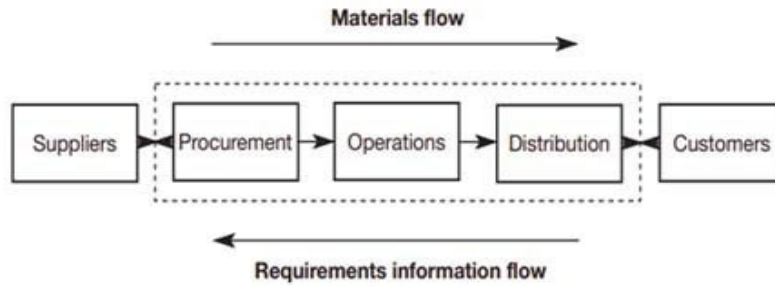 Materials flow
Suppliers
Procurement
Operations
Distribution
Customers
Requirements information flow